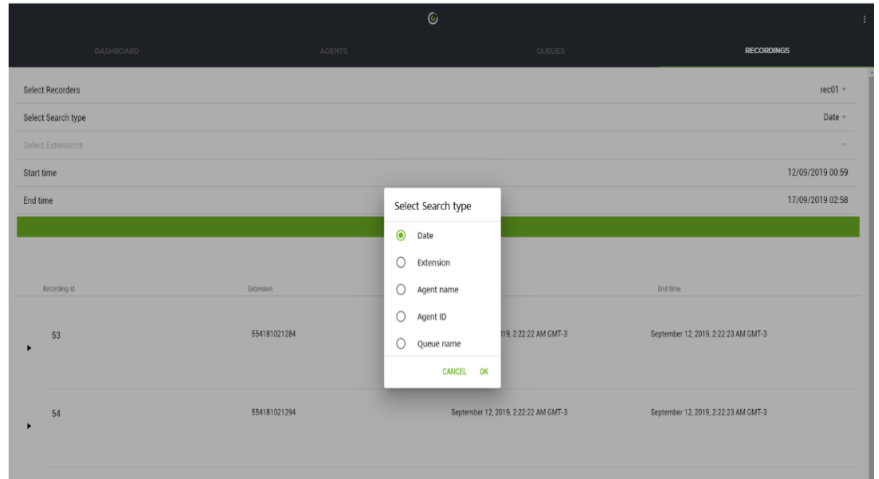 DASHBOARD AGENTS QUEUES RECORDINGS
Select Recorders rec01
Select Search type Date
Select Extensions
Start time 12/09/2019 00:59
End time 17/09/2019 02:58
Select Search type
Date
Extension
Agent name
Agent ID
Queue name
CANCEL OK
Recording Id Extension End time
53 554181021284 019, 2:22:22 AM GMT-3 September 12, 2019, 2:22:23 AM GMT-3
54 554181021294 September 12, 2019, 2:22:22 AM GMT-3 September 12, 2019, 2:22:23 AM GMT-3